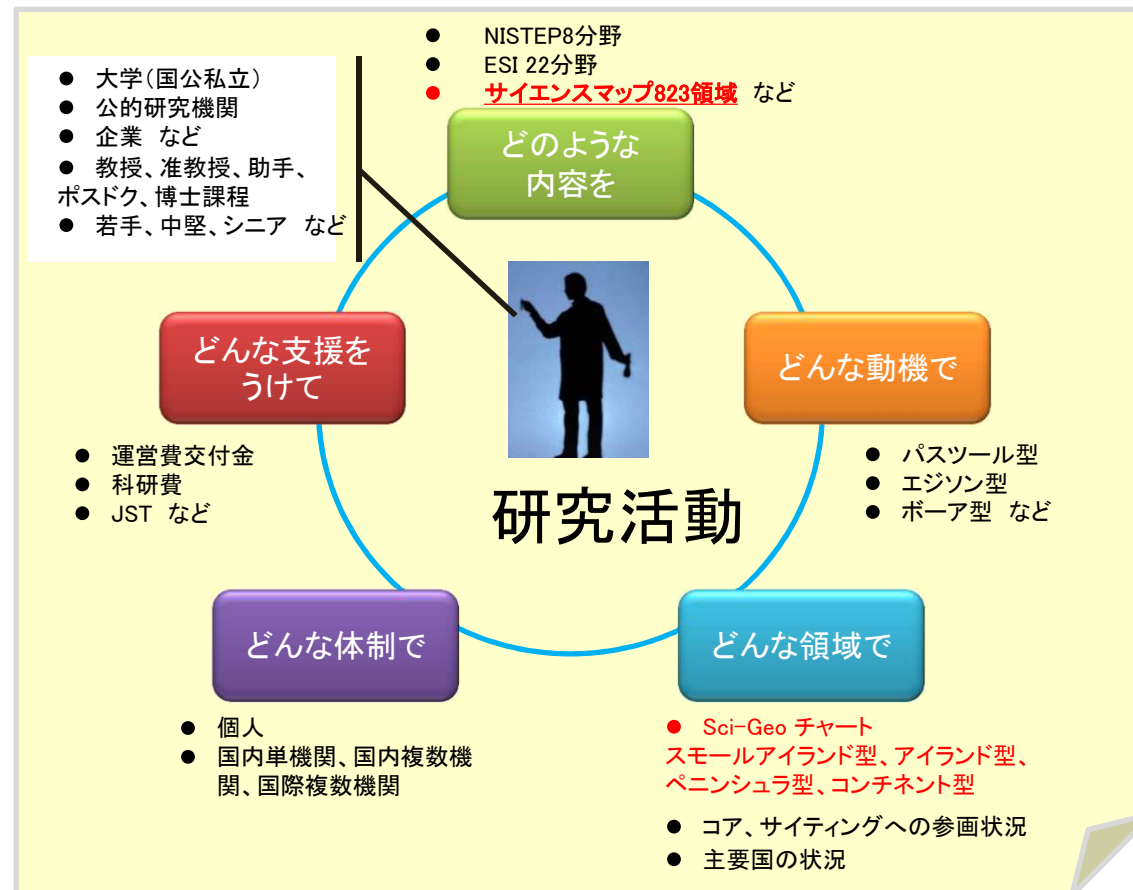 ● NISTEP8分野
● ESI 22分野
● サイエンスマップ823領域 など
● 大学(国公私立)
● 公的研究機関
● 企業 など
● 教授、准教授、助手、
ポスドク、博士課程
● 若手、中堅、シニア など
どのような
内容を
どんな支援を
うけて
どんな動機で
● 運営費交付金
● 科研費
● JST など
研究活動
● パスツール型
● エジソン型
● ボーア型 など
どんな体制で
どんな領域で
● 個人
● 国内単機関、国内複数機
関、国際複数機関
● Sci-Geo チャート
スモールアイランド型、アイランド型、
ペニンシュラ型、コンチネント型
● コア、サイティングへの参画状況
● 主要国の状況